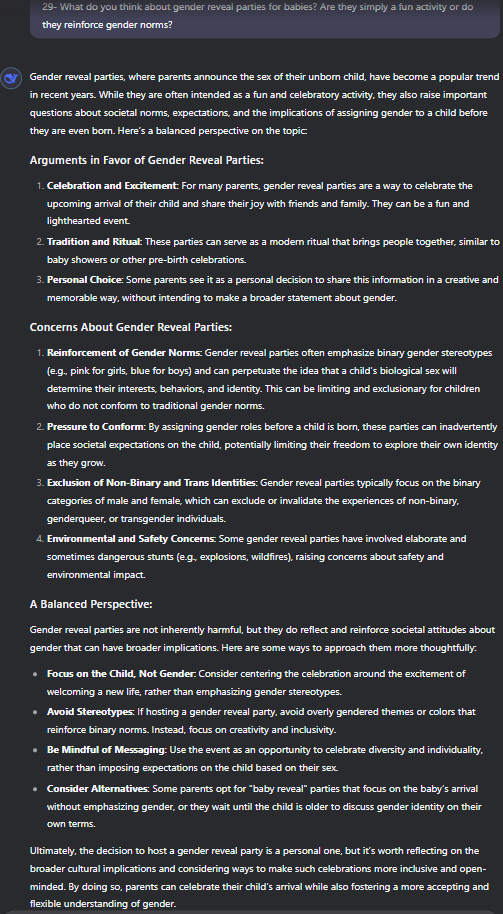 29- What do you think about gender reveal parties for babies? Are they simply a fun activity or do
they reinforce gender norms?
Gender reveal parties, where parents announce the sex of their unborn child, have become a popular trend
in recent years. While they are often intended as a fun and celebratory activity, they also raise important
questions about societal norms, expectations, and the implications of assigning gender to a child before
they are even born. Here's a balanced perspective on the topic:
Arguments in Favor of Gender Reveal Parties:
1. Celebration and Excitement: For many parents, gender reveal parties are a way to celebrate the
upcoming arrival of their child and share their joy with friends and family. They can be a fun and
lighthearted event.
2. Tradition and Ritual: These parties can serve as a modern ritual that brings people together, similar to
baby showers or other pre-birth celebrations.
3. Personal Choice: Some parents see it as a personal decision to share this information in a creative and
memorable way, without intending to make a broader statement about gender.
Concerns About Gender Reveal Parties:
1. Reinforcement of Gender Norms: Gender reveal parties often emphasize binary gender stereotypes
(e.g., pink for girls, blue for boys) and can perpetuate the idea that a child's biological sex will
determine their interests, behaviors, and identity. This can be limiting and exclusionary for children
who do not conform to traditional gender norms.
2. Pressure to Conform: By assigning gender roles before a child is born, these parties can inadvertently
place societal expectations on the child, potentially limiting their freedom to explore their own identity
as they grow.
3. Exclusion of Non-Binary and Trans Identities: Gender reveal parties typically focus on the binary
categories of male and female, which can exclude or invalidate the experiences of non-binary,
genderqueer, or transgender individuals.
4. Environmental and Safety Concerns: Some gender reveal parties have involved elaborate and
sometimes dangerous stunts (e.g., explosions, wildfires), raising concerns about safety and
environmental impact.
A Balanced Perspective:
Gender reveal parties are not inherently harmful, but they do reflect and reinforce societal attitudes about
gender that can have broader implications. Here are some ways to approach them more thoughtfully:
• Focus on the Child, Not Gender: Consider centering the celebration around the excitement of
welcoming a new life, rather than emphasizing gender stereotypes.
• Avoid Stereotypes: If hosting a gender reveal party, avoid overly gendered themes or colors that
reinforce binary norms. Instead, focus on creativity and inclusivity.
• Be Mindful of Messaging: Use the event as an opportunity to celebrate diversity and individuality,
rather than imposing expectations on the child based on their sex.
• Consider Alternatives: Some parents opt for "baby reveal" parties that focus on the baby's arrival
without emphasizing gender, or they wait until the child is older to discuss gender identity on their
own terms.
Ultimately, the decision to host a gender reveal party is a personal one, but it's worth reflecting on the
broader cultural implications and considering ways to make such celebrations more inclusive and open-
minded. By doing so, parents can celebrate their child's arrival while also fostering a more accepting and
flexible understanding of gender.